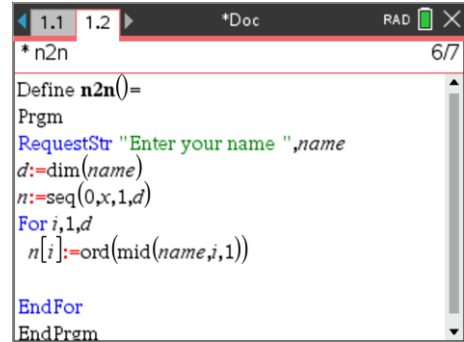 1.1 1.2 *Doc RAD
* n2n 6/7
Define n2n()=
Prgm
RequestStr "Enter your name ",name
d:=dim(name)
n:=seq(0,x,1,d)
For i,1,d
n[i]:=ord(mid(name,i,1))
EndFor
EndPrgm